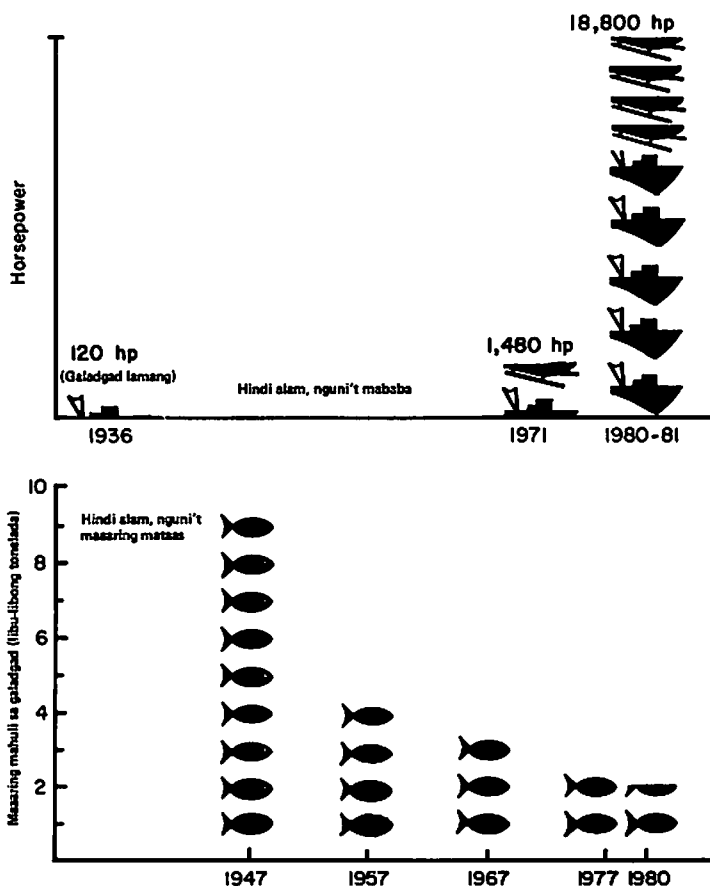 18,800 hp
Horsepower
120 hp
(Galadgad lamang)
Hindi alam, nguni't mababa
1,480 hp
1936
1971
1980-81
Maaaring mahuli sa galadgad (libu-libong tonelada)
10
8
6
4
2
Hindi alam, nguni't
maaaring mataas
1947
1957
1967
1977
1980